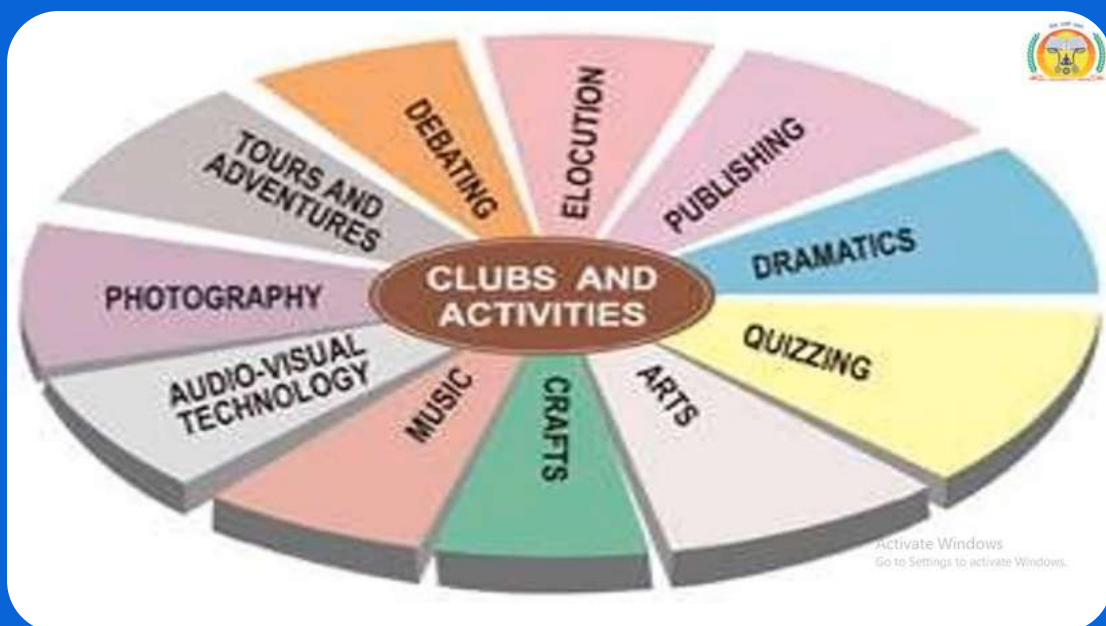 ELOCUTION
PUBLISHING
DRAMATICS
QUIZZING
ARTS
CRAFTS
MUSIC
AUDIO-VISUAL
TECHNOLOGY
PHOTOGRAPHY
TOURS AND
ADVENTURES
DEBATING
CLUBS AND
ACTIVITIES
Activate Windows
Go to Settings to activate Windows.